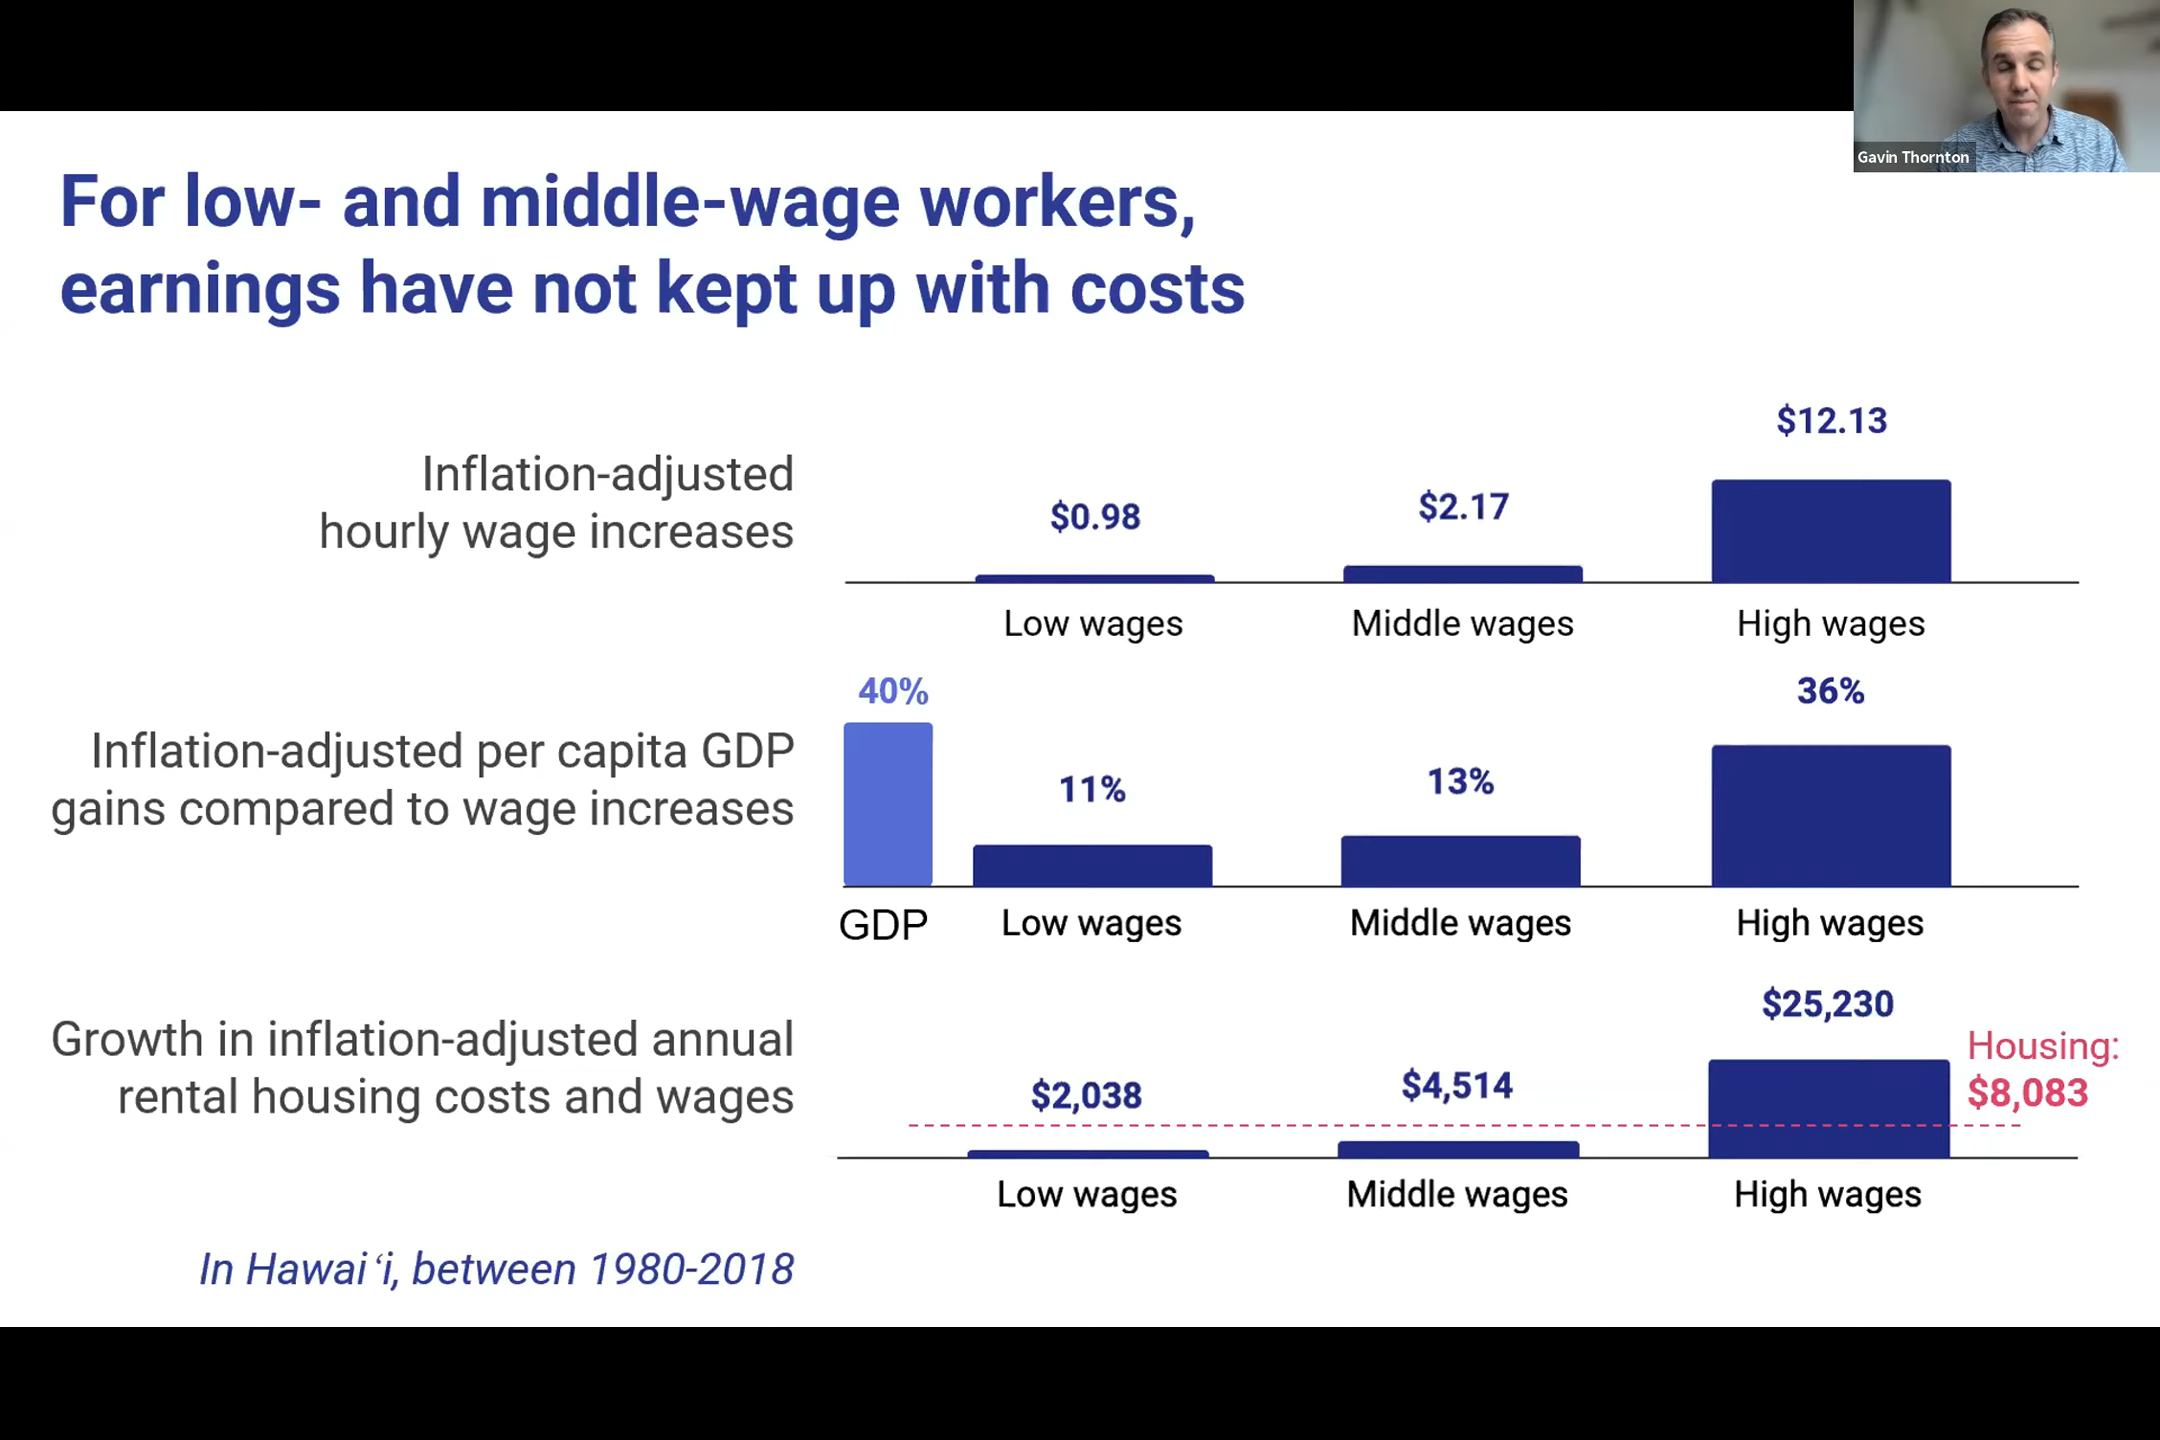 Gavin Thornton
For low- and middle-wage workers,
earnings have not kept up with costs
Inflation-adjusted
hourly wage increases
$0.98
$2.17
$12.13
Low wages
Middle wages
High wages
Inflation-adjusted per capita GDP
gains compared to wage increases
40%
11%
13%
36%
GDP
Low wages
Middle wages
High wages
Growth in inflation-adjusted annual
rental housing costs and wages
$2,038
$4,514
$25,230
Housing:
$8,083
Low wages
Middle wages
High wages
In Hawaiʻi, between 1980-2018